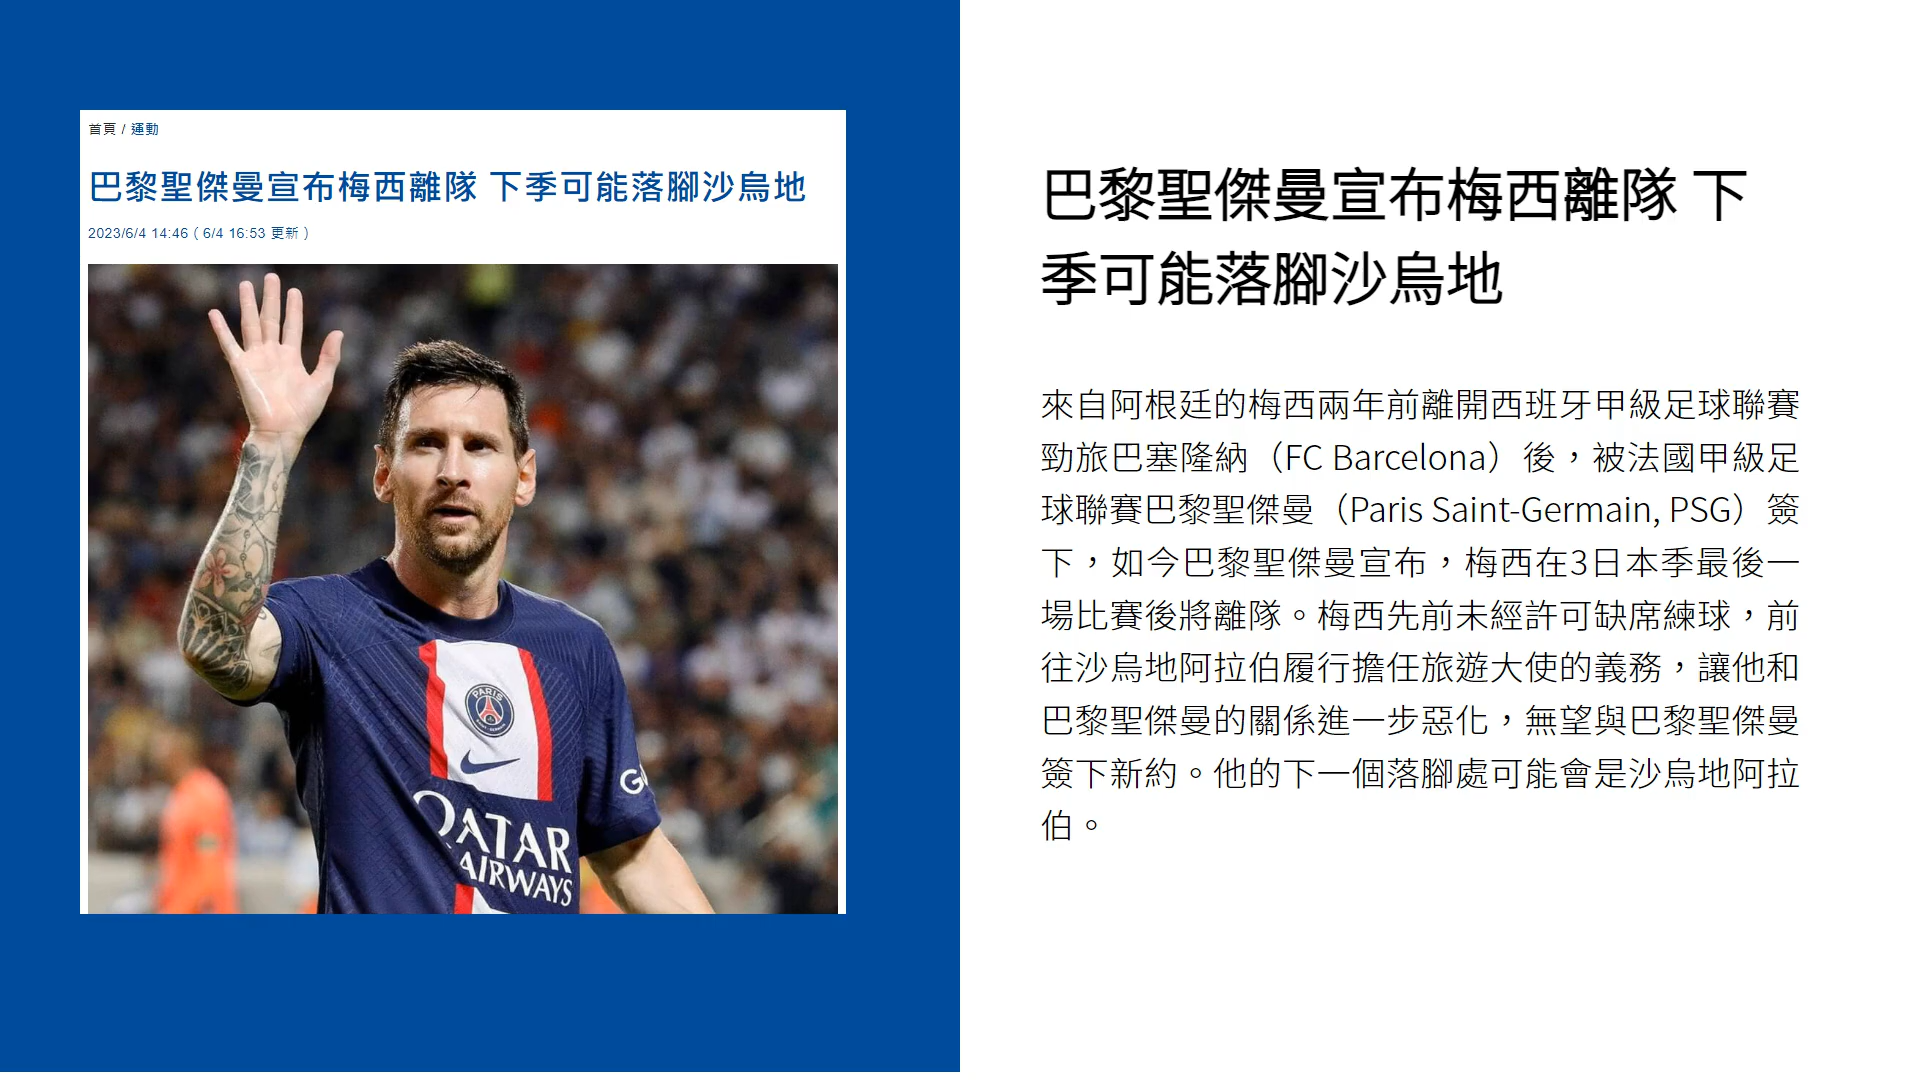 首頁 / 運動
巴黎聖傑曼宣布梅西離隊 下季可能落腳沙烏地
2023/6/4 14:46（6/4 16:53 更新）
PARIS
QATAR
AIRWAYS
巴黎聖傑曼宣布梅西離隊 下
季可能落腳沙烏地
來自阿根廷的梅西兩年前離開西班牙甲級足球聯賽
勁旅巴塞隆納（FC Barcelona）後，被法國甲級足
球聯賽巴黎聖傑曼（Paris Saint-Germain, PSG）簽
下，如今巴黎聖傑曼宣布，梅西在3日本季最後一
場比賽後將離隊。梅西先前未經許可缺席練球，前
往沙烏地阿拉伯履行擔任旅遊大使的義務，讓他和
巴黎聖傑曼的關係進一步惡化，無望與巴黎聖傑曼
簽下新約。他的下一個落腳處可能會是沙烏地阿拉
伯。